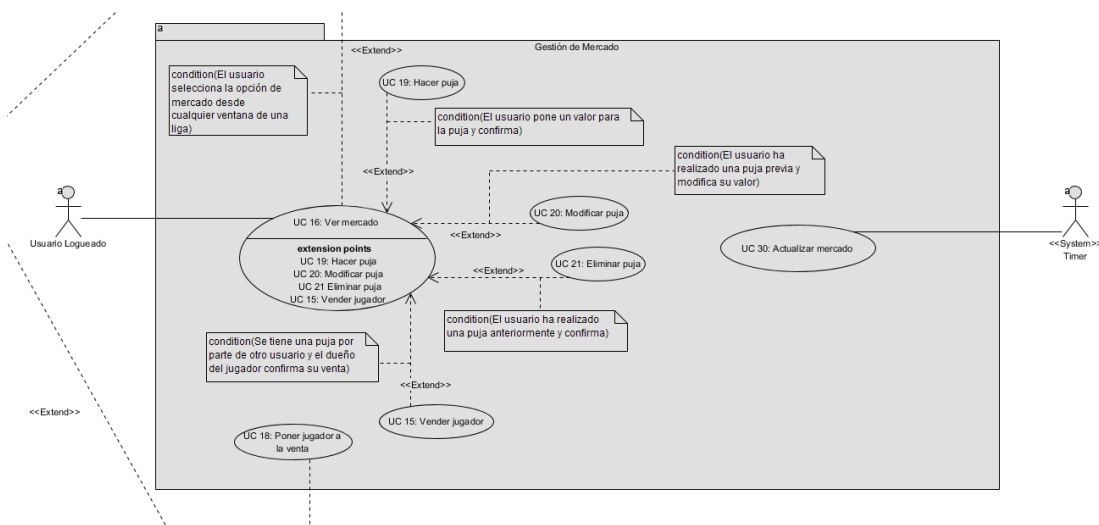 a
Gestión de Mercado
<<Extend>>
condition(El usuario
selecciona la opción de
mercado desde
cualquier ventana de una
liga)
UC 19: Hacer puja
condition(El usuario pone un valor para
la puja y confirma)
<<Extend>>
condition(El usuario ha
realizado una puja previa y
modifica su valor)
a
Usuario Logueado
UC 16: Ver mercado
extension points
UC 19: Hacer puja
UC 20: Modificar puja
UC 21 Eliminar puja
UC 15: Vender jugador
UC 20: Modificar puja
<<Extend>>
UC 21: Eliminar puja
<<Extend>>
UC 30: Actualizar mercado
a
<<System>>
Timer
condition(El usuario ha realizado
una puja anteriormente y confirma)
condition(Se tiene una puja por
parte de otro usuario y el dueño
del jugador confirma su venta)
<<Extend>>
<<Extend>>
UC 15: Vender jugador
UC 18: Poner jugador a
la venta